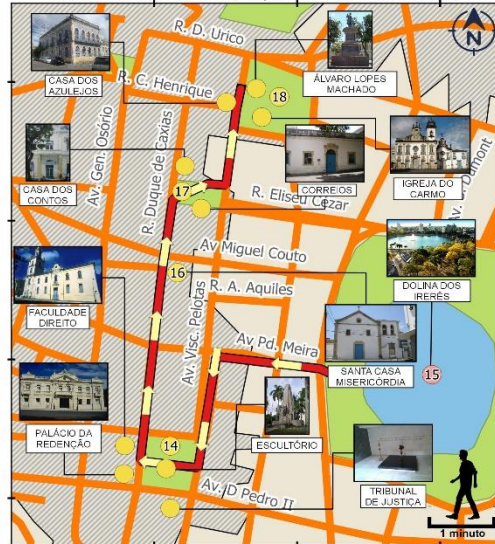 R. D. Urico
N
CASA DOS
AZULEJOS
R. C. Henrique
18
ÁLVARO LOPES
MACHADO
Av. Gen. Osório
R. Duque de Caxias
CASA DOS
CONTOS
17
CORREIOS
IGREJA DO
CARMO
Dumont
R. Eliseu Cézar
Av Miguel Couto
16
R. A. Aquiles
DOLINA DOS
IRERÊS
FACULDADE
DIREITO
Av. Visc. Pelotas
Av. Pd. Meira
SANTA CASA
MISERICÓRDIA
15
PALÁCIO DA
REDENÇÃO
14
ESCULTÓRIO
Av. D Pedro II
TRIBUNAL
DE JUSTIÇA
1 minuto